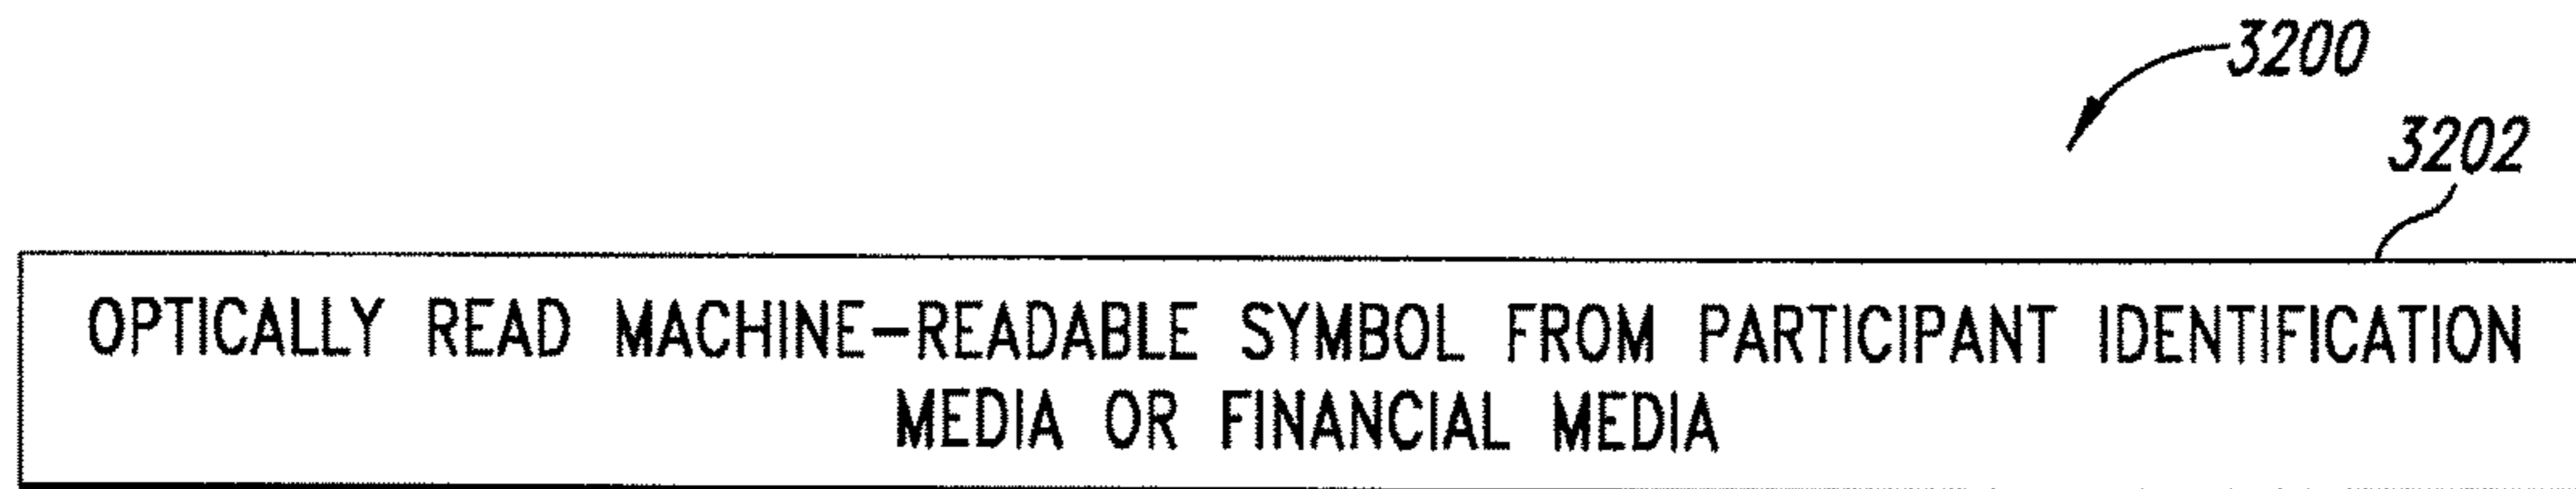 3200
3202
OPTICALLY READ MACHINE-READABLE SYMBOL FROM PARTICIPANT IDENTIFICATION
MEDIA OR FINANCIAL MEDIA